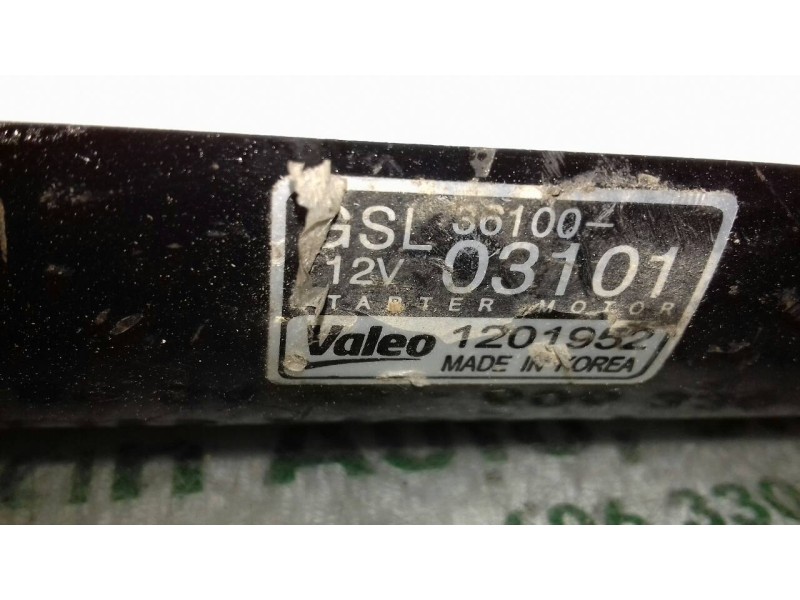 GSL 36100-
12V 03101
STARTER MOTOR
Valeo 1201952
MADE IN KOREA